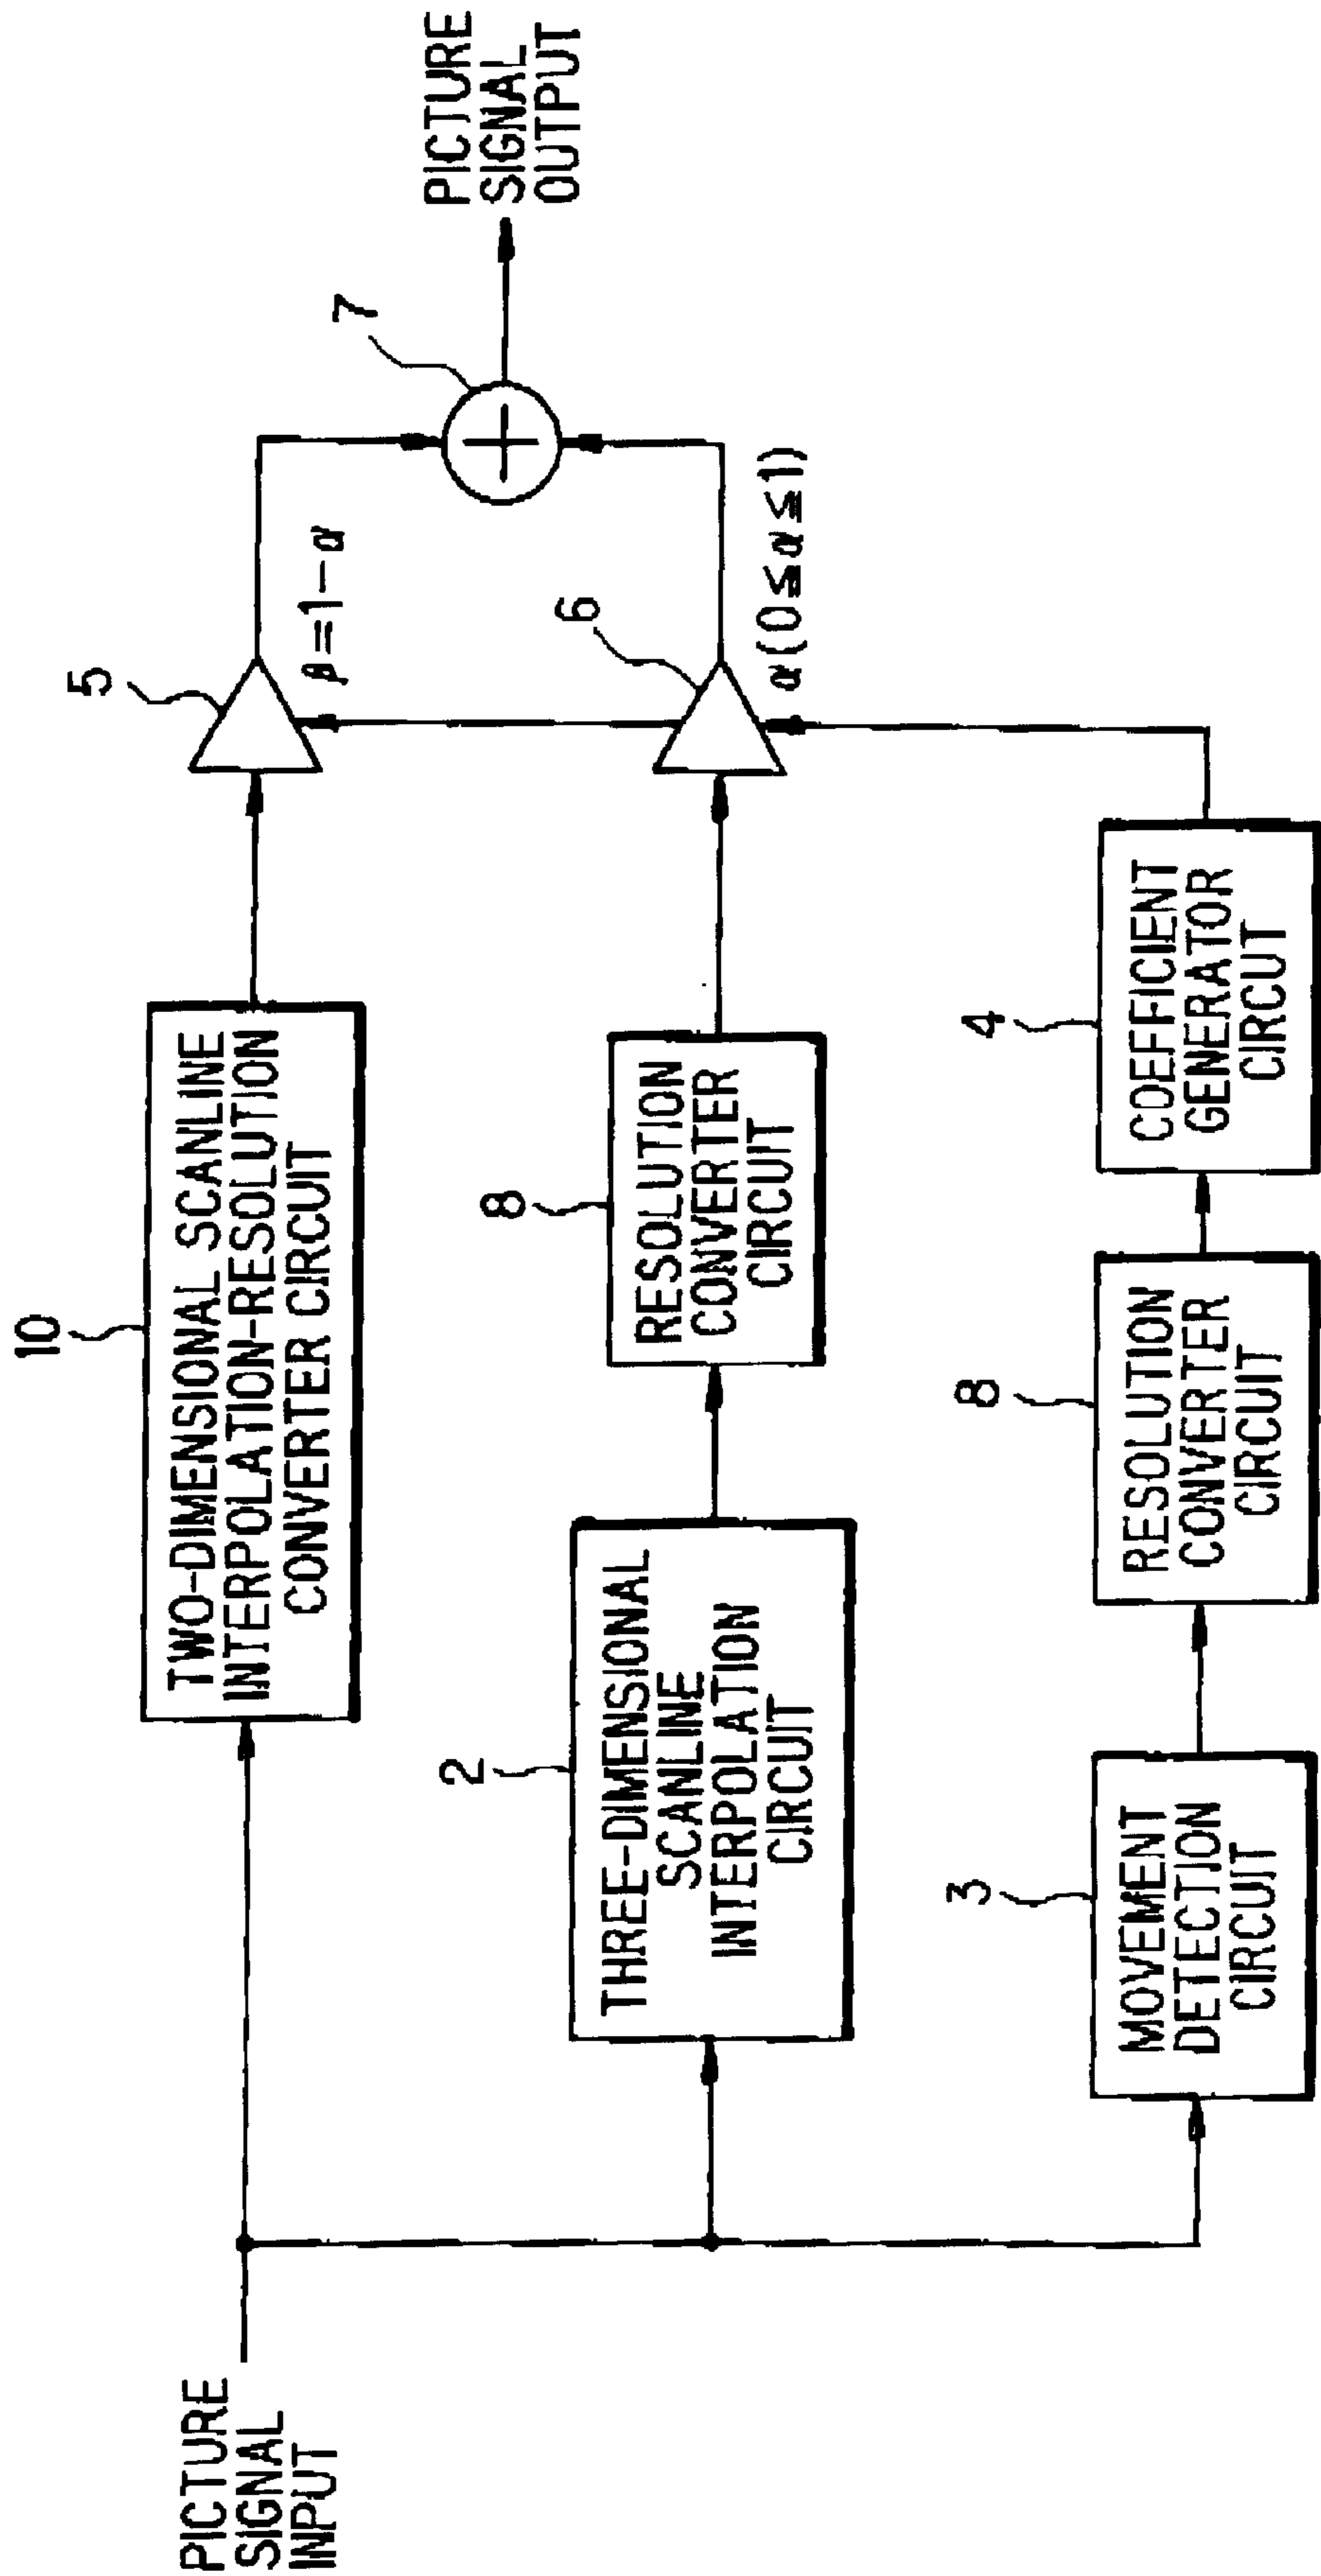 PICTURE
SIGNAL
INPUT
10
TWO-DIMENSIONAL SCANLINE
INTERPOLATION-RESOLUTION
CONVERTER CIRCUIT
5
β=1-α
7
PICTURE
SIGNAL
OUTPUT
2
THREE-DIMENSIONAL
SCANLINE
INTERPOLATION
CIRCUIT
8
RESOLUTION
CONVERTER
CIRCUIT
6
α(0≦α≦1)
3
MOVEMENT
DETECTION
CIRCUIT
8
RESOLUTION
CONVERTER
CIRCUIT
4
COEFFICIENT
GENERATOR
CIRCUIT